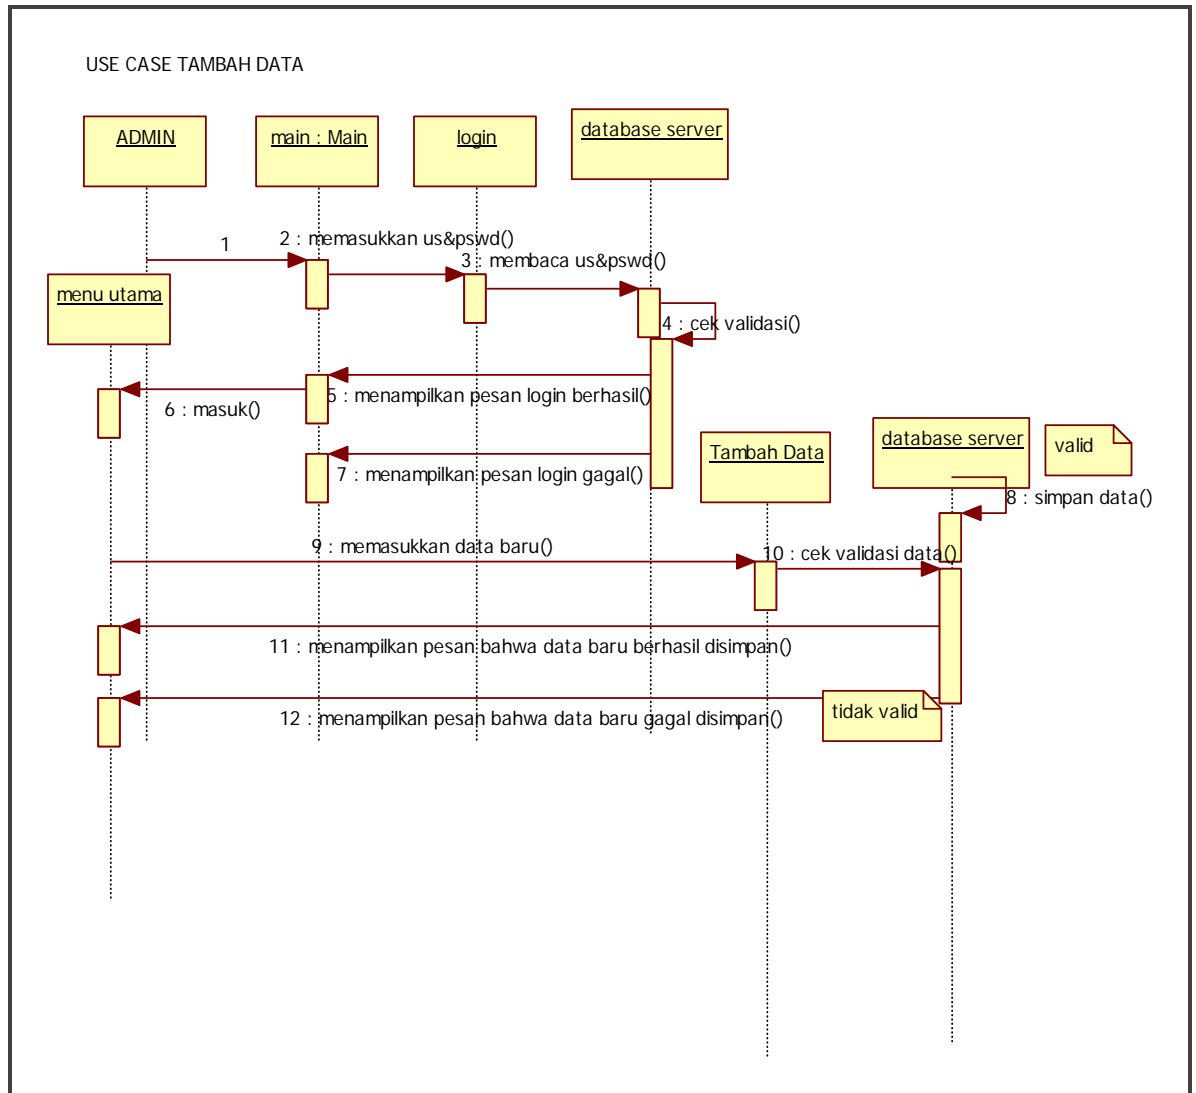 USE CASE TAMBAH DATA
ADMIN
main : Main
login
database server
1
2 : memasukkan us&pswd()
3 : membaca us&pswd()
menu utama
4 : cek validasi()
5 : menampilkan pesan login berhasil()
6 : masuk()
Tambah Data
database server
valid
7 : menampilkan pesan login gagal()
8 : simpan data()
9 : memasukkan data baru()
10 : cek validasi data()
11 : menampilkan pesan bahwa data baru berhasil disimpan()
12 : menampilkan pesan bahwa data baru gagal disimpan()
tidak valid